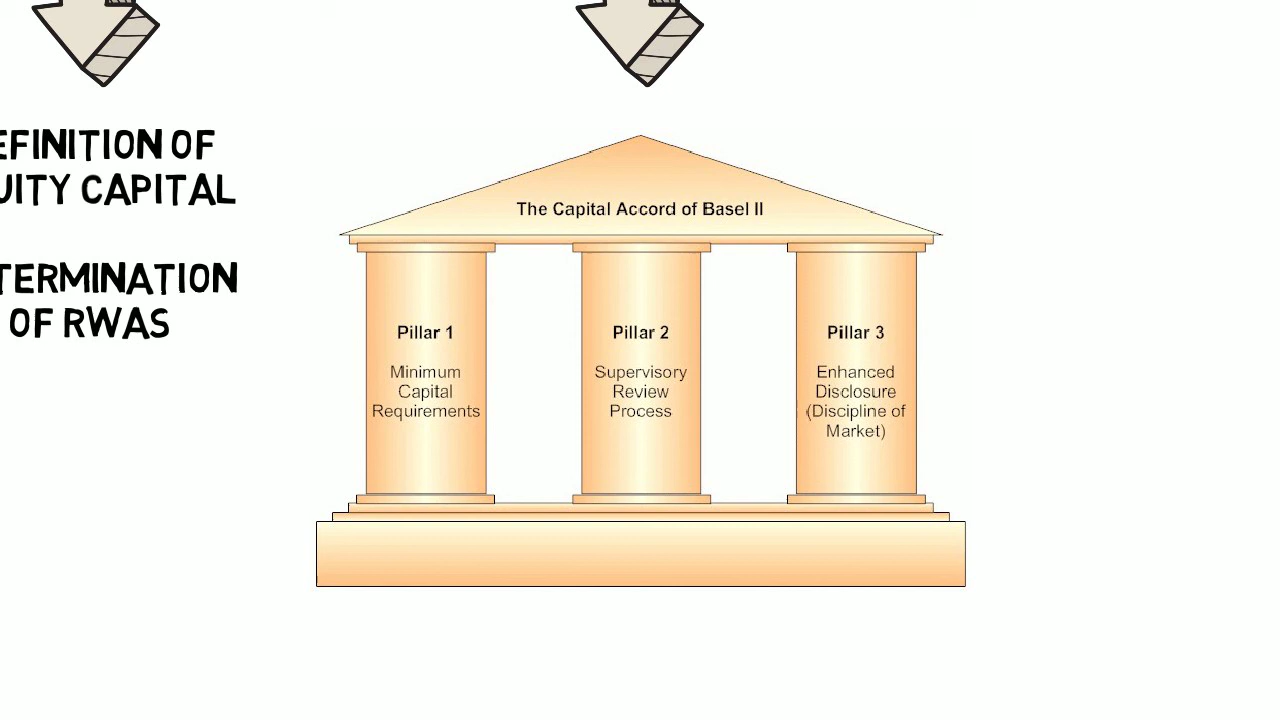 EFINITION OF
UITY CAPITAL
TERMINATION
OF RWAS
The Capital Accord of Basel II
Pillar 1
Minimum
Capital
Requirements
Pillar 2
Supervisory
Review
Process
Pillar 3
Enhanced
Disclosure
(Discipline of
Market)